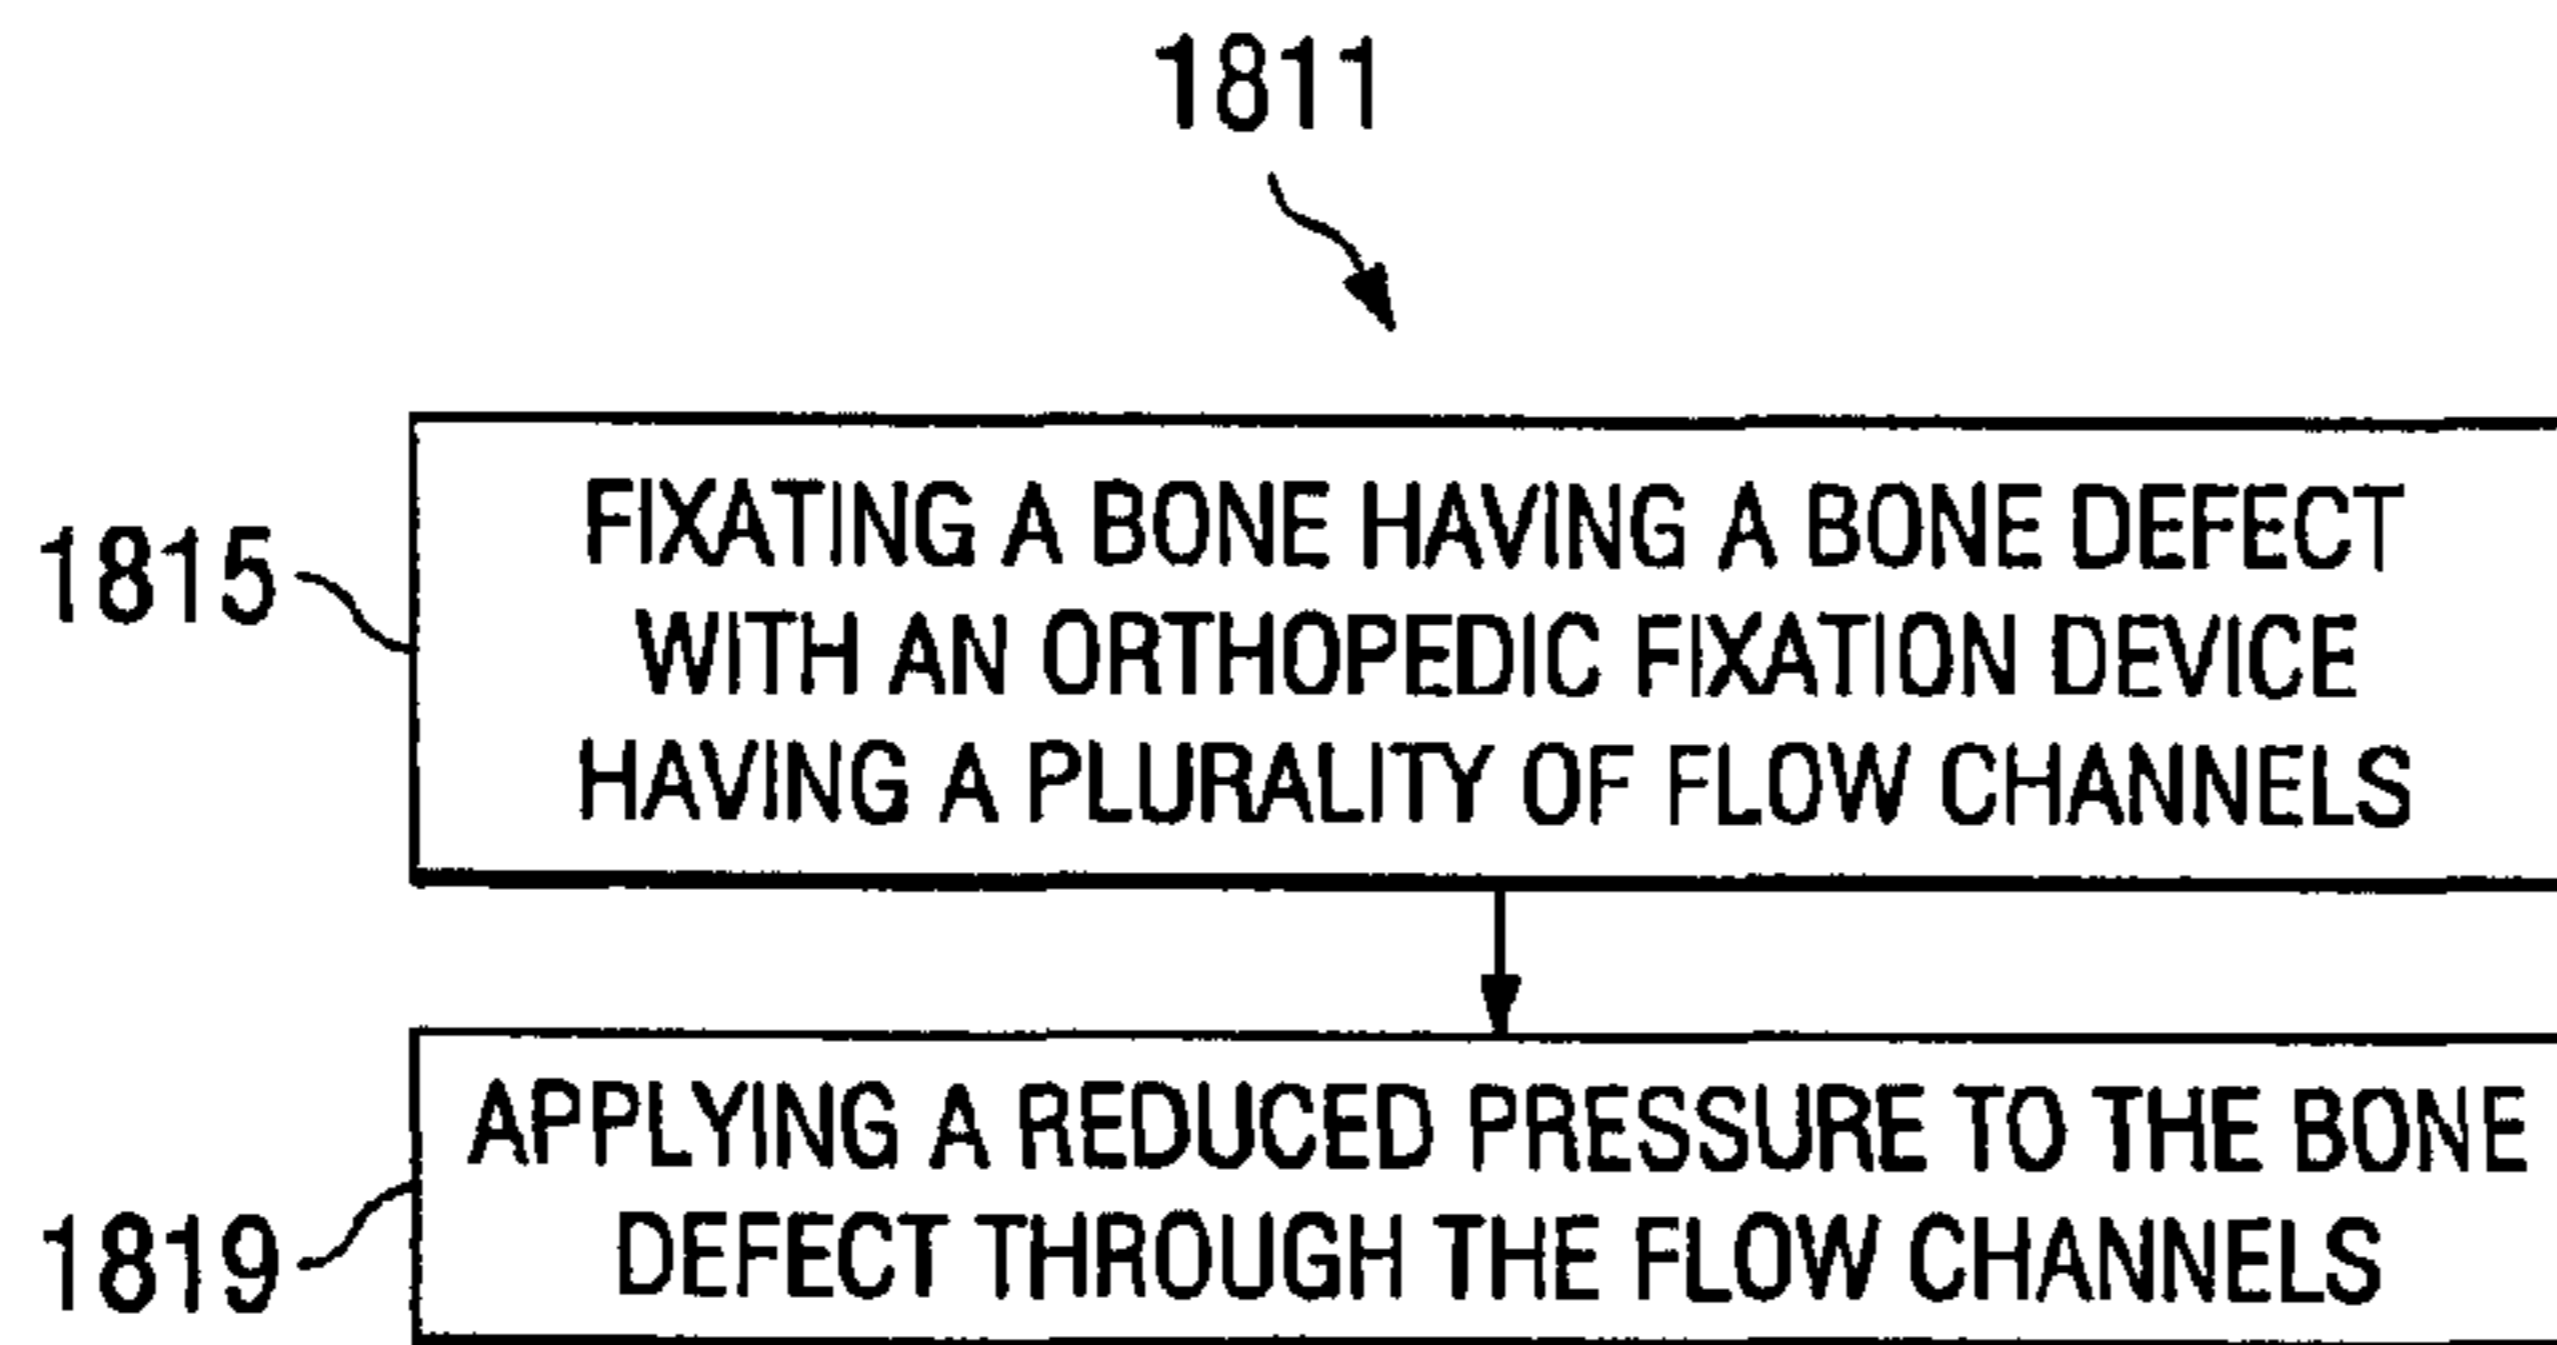 1811
1815
FIXATING A BONE HAVING A BONE DEFECT
WITH AN ORTHOPEDIC FIXATION DEVICE
HAVING A PLURALITY OF FLOW CHANNELS
1819
APPLYING A REDUCED PRESSURE TO THE BONE
DEFECT THROUGH THE FLOW CHANNELS